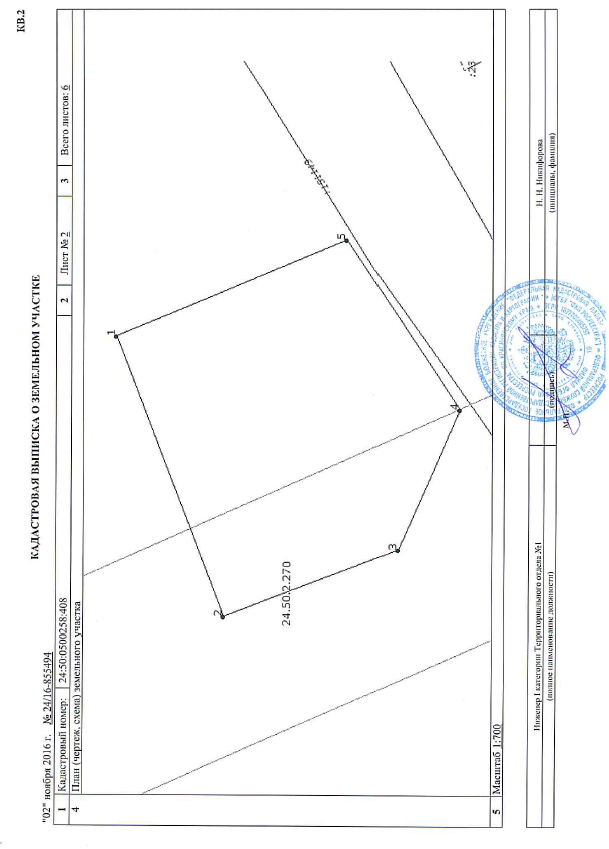 КВ.2
КАДАСТРОВАЯ ВЫПИСКА О ЗЕМЕЛЬНОМ УЧАСТКЕ
"02" ноября 2016 г. № 24/16-855494
1 Кадастровый номер: 24:50:0500258:408 2 Лист № 2 3 Всего листов: 6
4 План (чертеж, схема) земельного участка
1
2
3
4
5
24.50.2.270
:25
5 Масштаб 1:700
Инженер I категории Территориального отдела №1
(полное наименование должности)
М.П. (подпись)
Н. Н. Никифорова
(инициалы, фамилия)